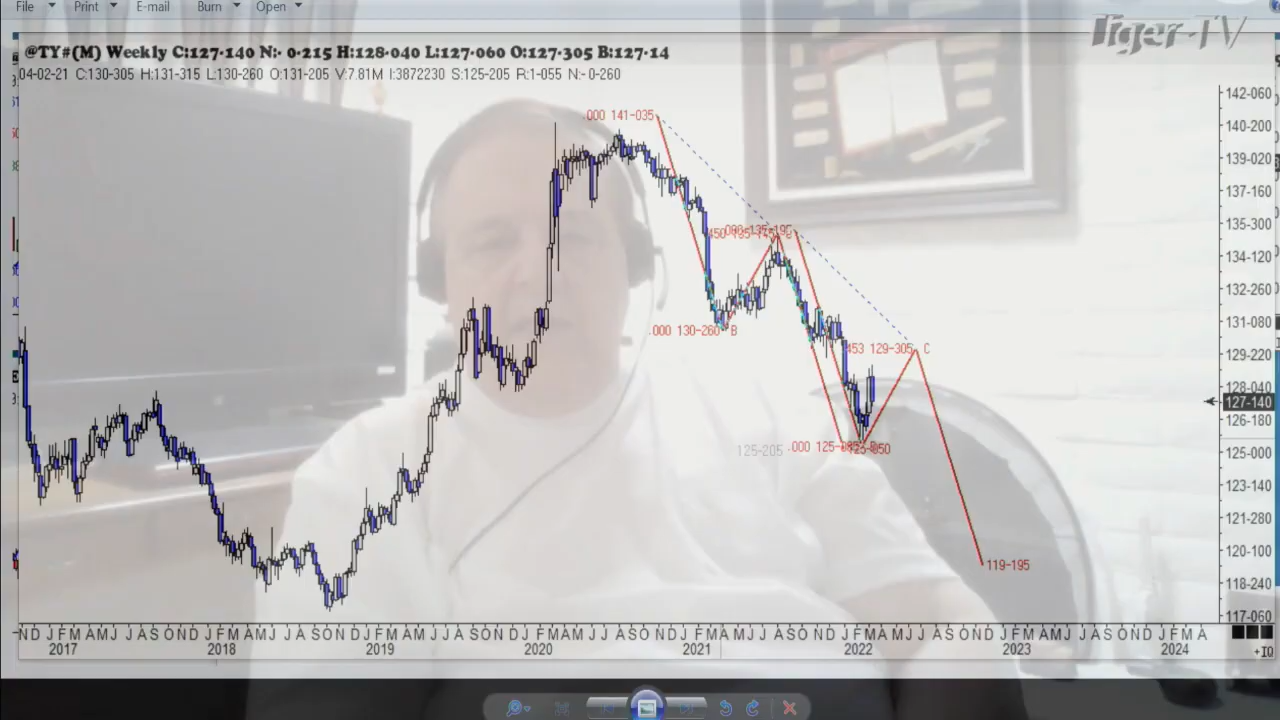 File Print E-mail Burn Open
Tiger-TV
@TY#(M) Weekly C:127-140 N:- 0-215 H:128-040 L:127-060 O:127-305 B:127-14
04-02-21 C:130-305 H:131-315 L:130-260 O:131-205 V:7.81M I:3872230 S:125-205 R:1-055 N:- 0-260
142-060
.000 141-035
140-200
139-020
137-160
135-300
134-120
132-260
.000 130-260 B
131-080
.453 129-305 C
129-220
128-040
127-140
126-180
125-205
125-050
125-000
123-140
121-280
119-195
120-100
118-240
117-060
N D J F M A M J J A S O N D J F M A M J J A S O N D J F M A M J J A S O N D J F M A M J J A S O N D J F M A M J J A S O N D J F M A M J J A S O N D J F M A M J J A S O N D J F M A
2017 2018 2019 2020 2021 2022 2023 2024
+10